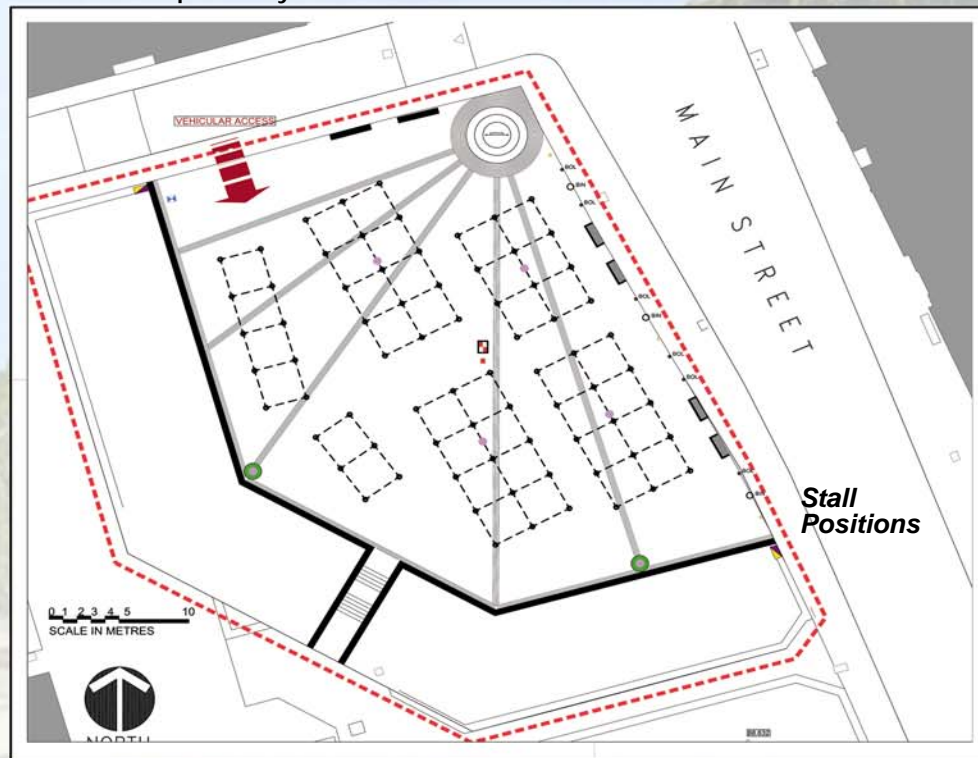 VEHICULAR ACCESS
MAIN STREET
BOL
BIN
BOL
BOL
BIN
BOL
BOL
BOL
BIN
Stall
Positions
0 1 2 3 4 5 10
SCALE IN METRES
NORTH